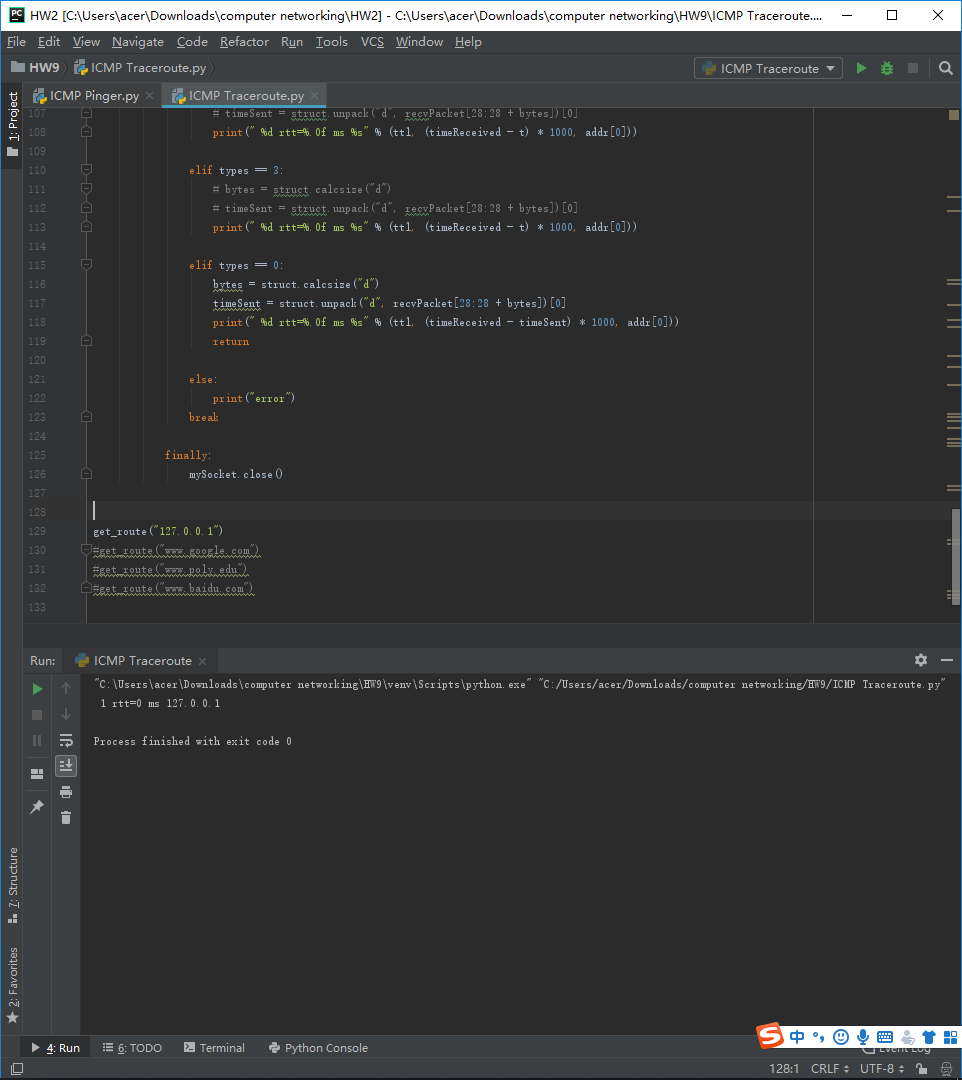 HW2 [C:\Users\acer\Downloads\computer networking\HW2] - C:\Users\acer\Downloads\computer networking\HW9\ICMP Traceroute....
File Edit View Navigate Code Refactor Run Tools VCS Window Help
HW9 ICMP Traceroute.py ICMP Traceroute
ICMP Pinger.py ICMP Traceroute.py
1: Project
107 # timeSent = struct.unpack("d", recvPacket[28:28 + bytes])[0]
108 print(" %d rtt=%.0f ms %s" % (ttl, (timeReceived - t) * 1000, addr[0]))
109
110 elif types == 3:
111 # bytes = struct.calcsize("d")
112 # timeSent = struct.unpack("d", recvPacket[28:28 + bytes])[0]
113 print(" %d rtt=%.0f ms %s" % (ttl, (timeReceived - t) * 1000, addr[0]))
114
115 elif types == 0:
116 bytes = struct.calcsize("d")
117 timeSent = struct.unpack("d", recvPacket[28:28 + bytes])[0]
118 print(" %d rtt=%.0f ms %s" % (ttl, (timeReceived - timeSent) * 1000, addr[0]))
119 return
120
121 else:
122 print("error")
123 break
124
125 finally:
126 mySocket.close()
127
128
129 get_route("127.0.0.1")
130 #get_route("www.google.com")
131 #get_route("www.poly.edu")
132 #get_route("www.baidu.com")
133
Run: ICMP Traceroute
"C:\Users\acer\Downloads\computer networking\HW9\venv\Scripts\python.exe" "C:/Users/acer/Downloads/computer networking/HW9/ICMP Traceroute.py"
1 rtt=0 ms 127.0.0.1
Process finished with exit code 0
7: Structure
2: Favorites
4: Run 6: TODO Terminal Python Console Event Log
中
128:1 CRLF UTF-8